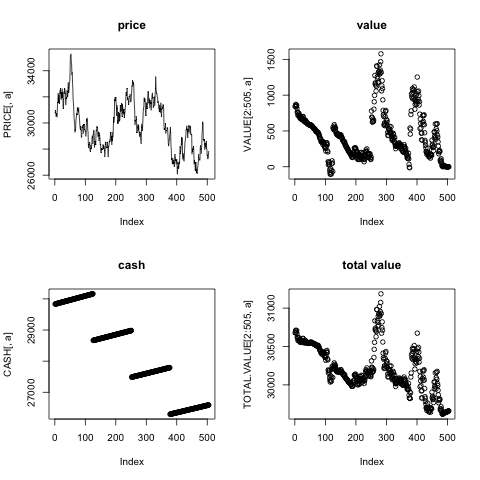 price
PRICE[, a]
34000
30000
26000
0 100 200 300 400 500
Index
value
VALUE[2:505, a]
1500
1000
500
0
0 100 200 300 400 500
Index
cash
CASH[, a]
29000
27000
0 100 200 300 400 500
Index
total value
TOTAL.VALUE[2:505, a]
31000
30500
30000
0 100 200 300 400 500
Index